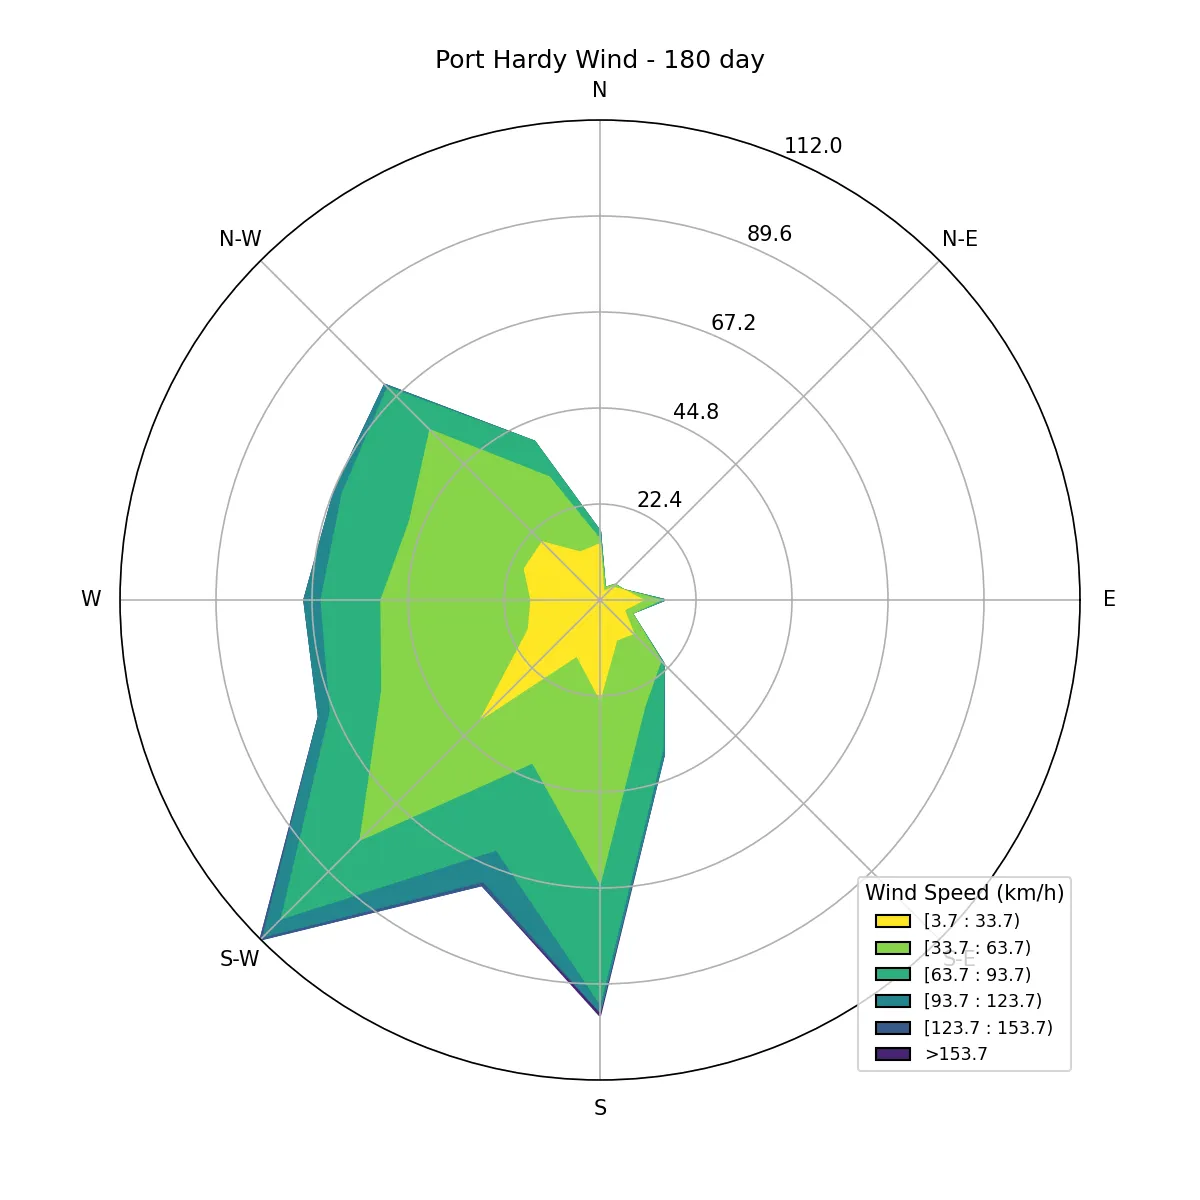 Port Hardy Wind - 180 day
N
112.0
N-W
89.6
N-E
67.2
44.8
22.4
W
E
S-W
S-E
S
Wind Speed (km/h)
[3.7 : 33.7)
[33.7 : 63.7)
[63.7 : 93.7)
[93.7 : 123.7)
[123.7 : 153.7)
>153.7